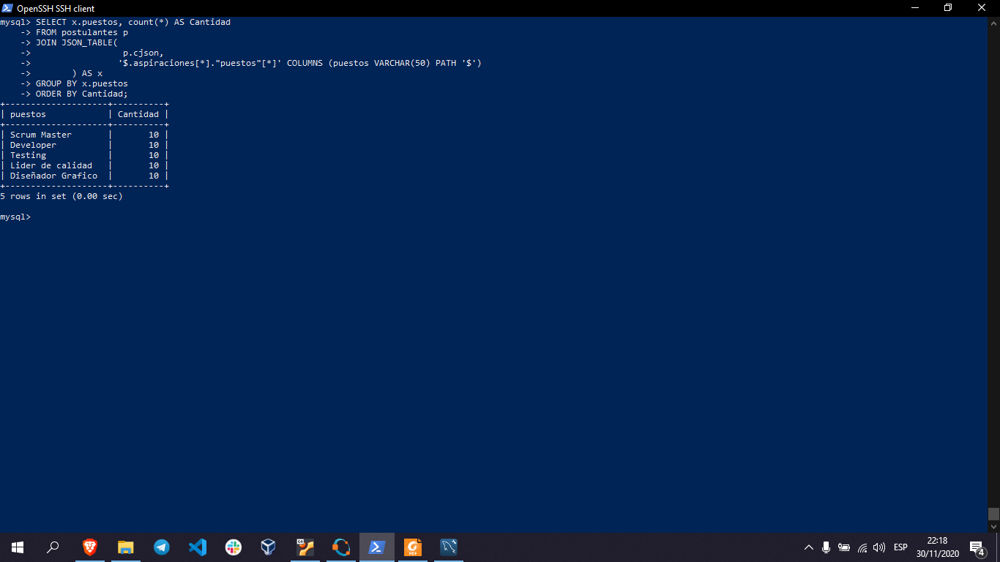 OpenSSH SSH client
mysql> SELECT x.puestos, count(*) AS Cantidad
    -> FROM postulantes p
    -> JOIN JSON_TABLE(
    ->                  p.cjson,
    ->                 '$.aspiraciones[*]."puestos"[*]' COLUMNS (puestos VARCHAR(50) PATH '$')
    ->        ) AS x
    -> GROUP BY x.puestos
    -> ORDER BY Cantidad;
+--------------------+----------+
| puestos            | Cantidad |
+--------------------+----------+
| Scrum Master       |       10 |
| Developer          |       10 |
| Testing            |       10 |
| Lider de calidad   |       10 |
| Diseñador Grafico  |       10 |
+--------------------+----------+
5 rows in set (0.00 sec)
mysql>
ESP
22:18
30/11/2020
4
64
PDF